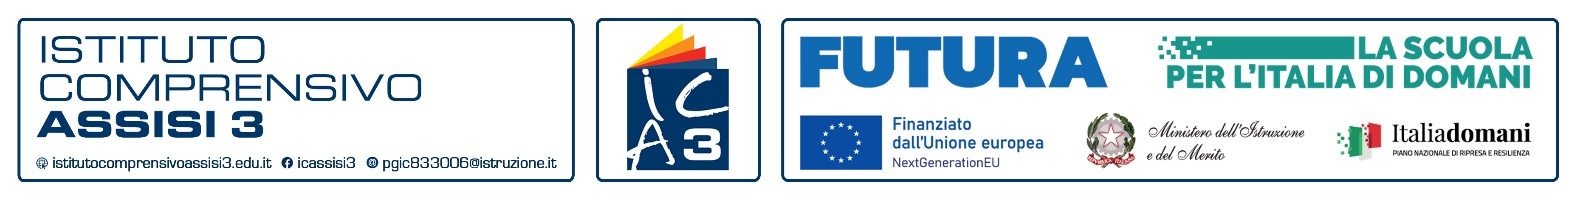 ISTITUTO
COMPRENSIVO
ASSISI 3
istitutocomprensivoassisi3.edu.it icassisi3 pgic833006@istruzione.it
iC
A3
FUTURA
LA SCUOLA
PER L'ITALIA DI DOMANI
Finanziato
dall'Unione europea
NextGenerationEU
Ministero dell'Istruzione
e del Merito
Italiadomani
PIANO NAZIONALE DI RIPRESA E RESILIENZA